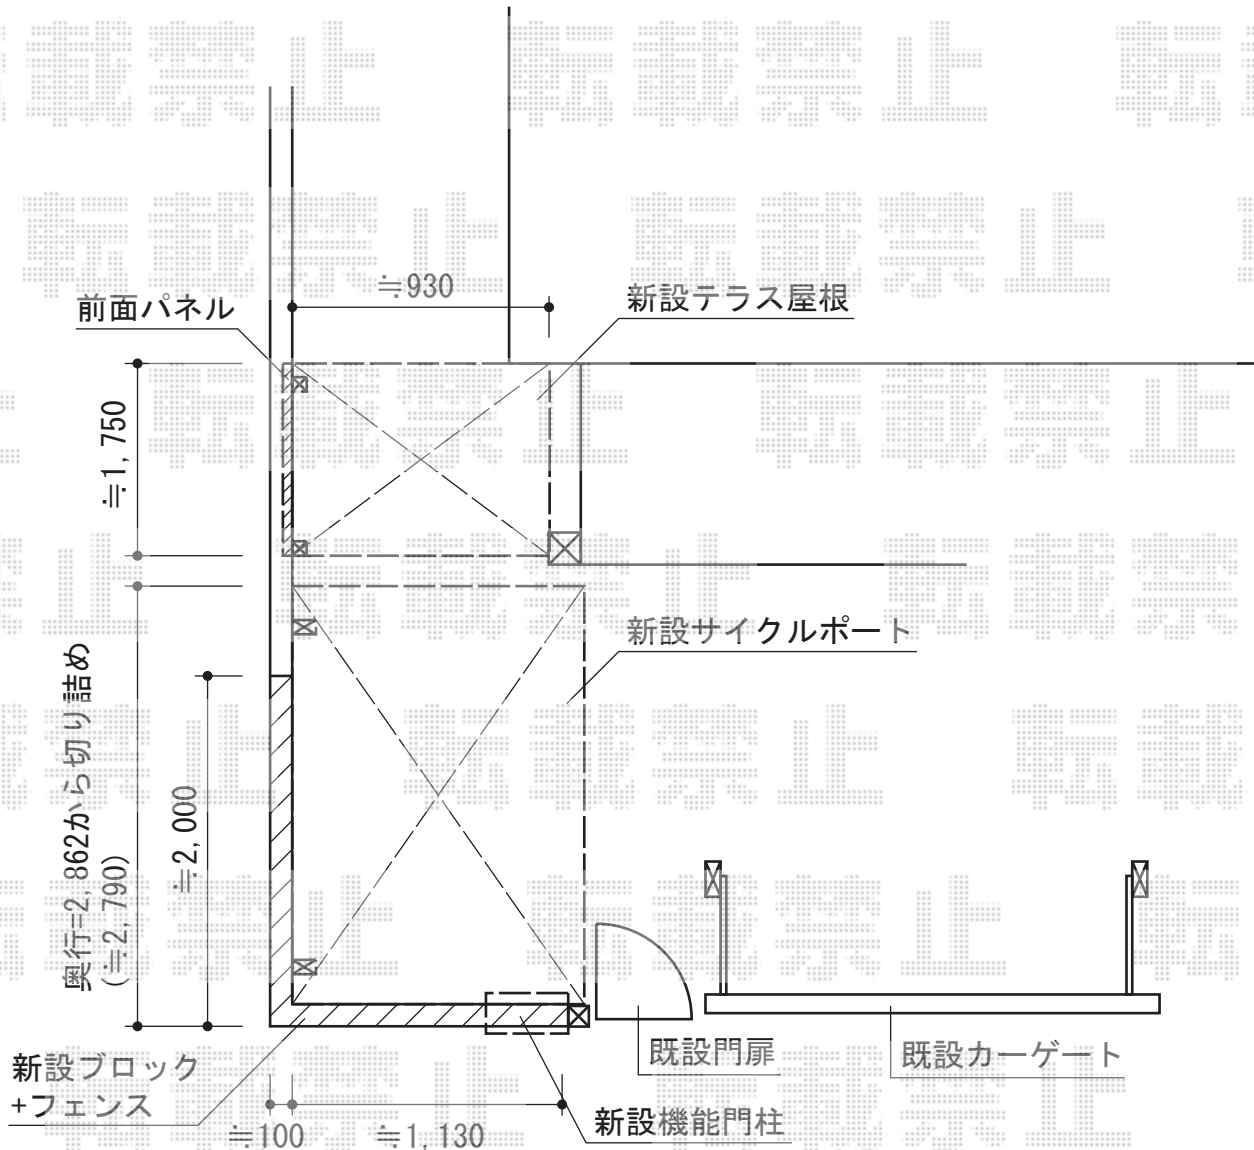 転載禁止
≒930
前面パネル
新設テラス屋根
≒1,750
新設サイクルポート
奥行=2,862から切り詰め
(≒2,790)
≒2,000
新設ブロック
+フェンス
既設門扉
既設カーゲート
新設機能門柱
≒100
≒1,130